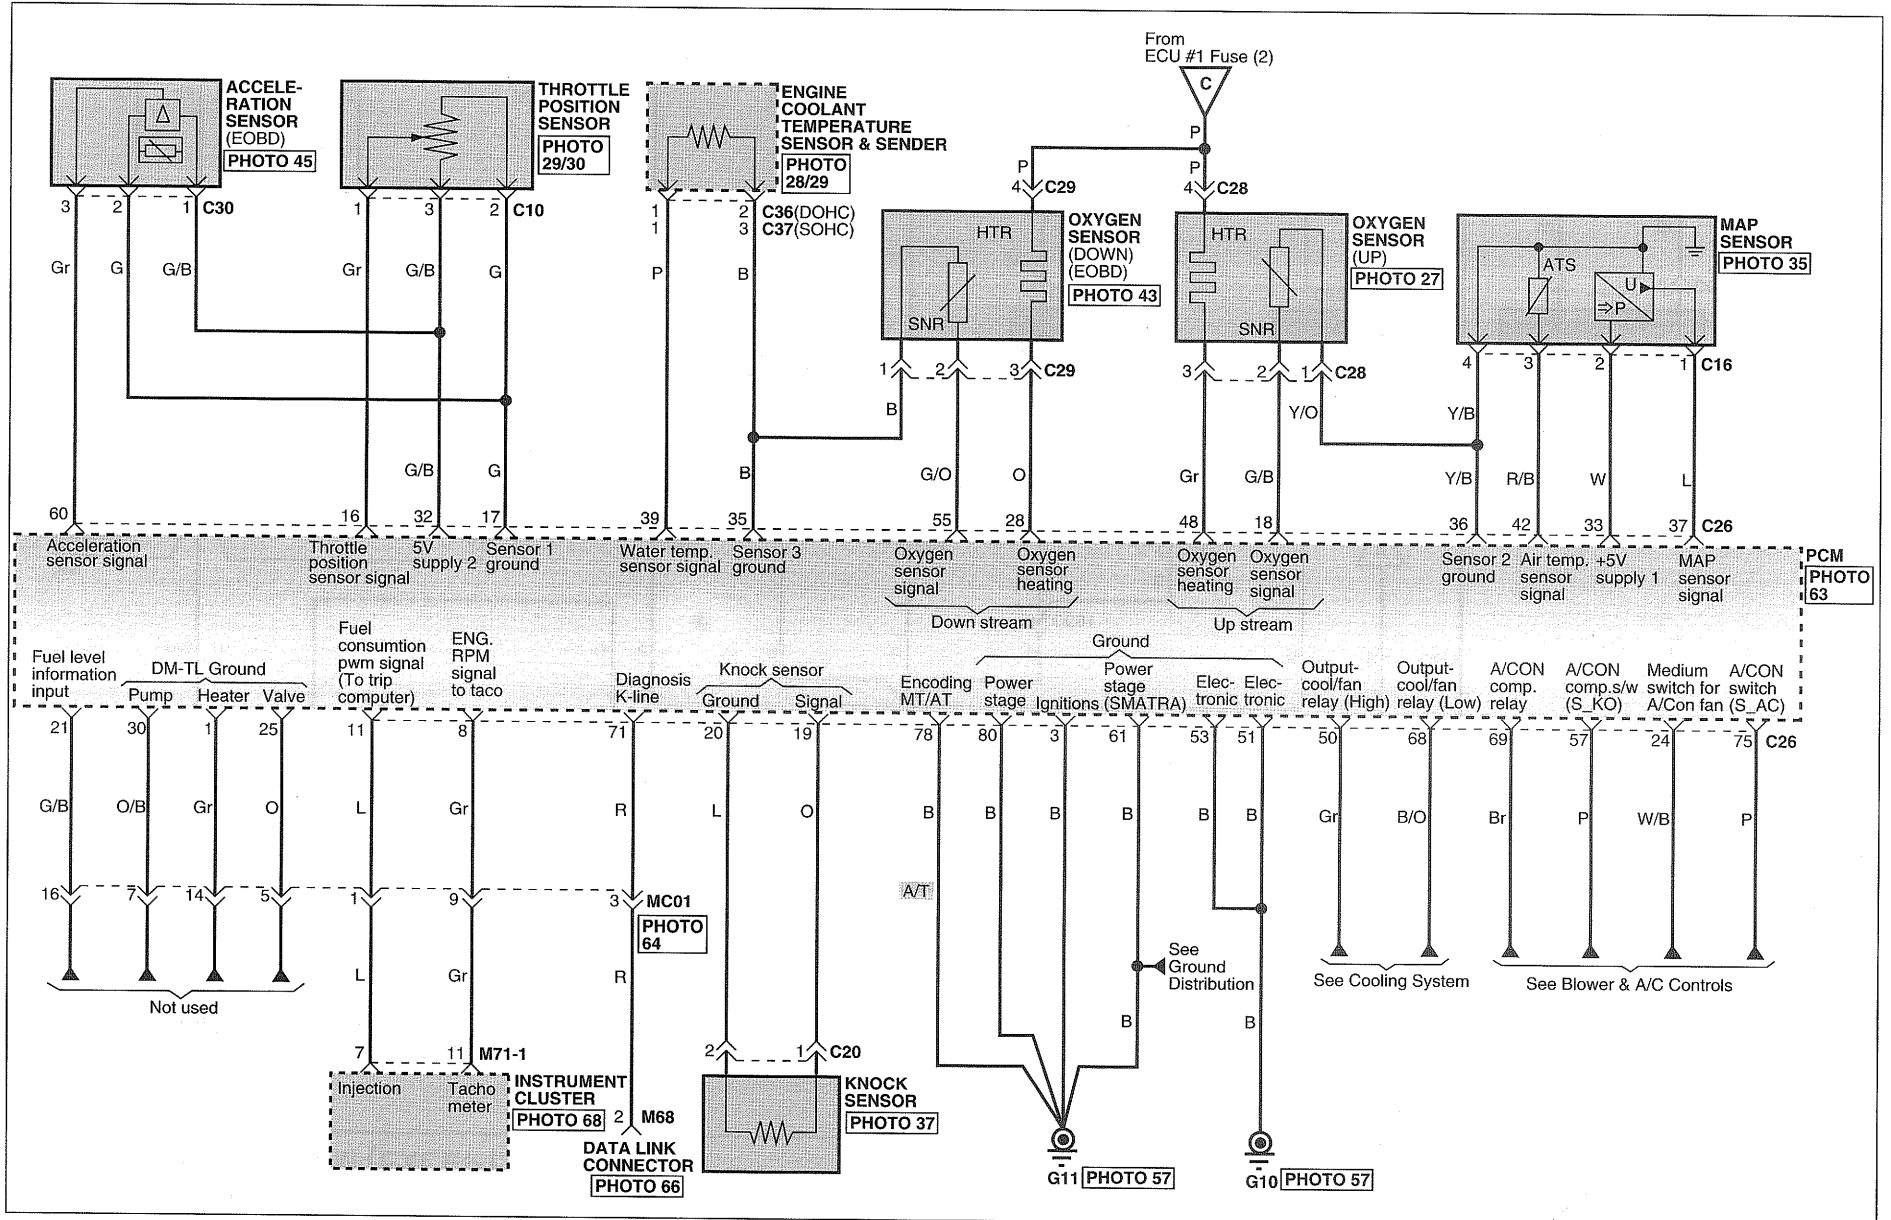 From
ECU #1 Fuse (2)
C
P
P
P
ACCELE-
RATION
SENSOR
(EOBD)
PHOTO 45
THROTTLE
POSITION
SENSOR
PHOTO
29/30
ENGINE
COOLANT
TEMPERATURE
SENSOR & SENDER
PHOTO
28/29
3 2 1 C30
1 3 2 C10
1 2 C36(DOHC)
1 3 C37(SOHC)
4 C29
4 C28
HTR
SNR
OXYGEN
SENSOR
(DOWN)
(EOBD)
PHOTO 43
HTR
SNR
OXYGEN
SENSOR
(UP)
PHOTO 27
ATS
U
⇒P
MAP
SENSOR
PHOTO 35
Gr G G/B Gr G/B G P B
1 2 3 C29
3 2 1 C28
4 3 2 1 C16
B Y/O Y/B
G/B G B G/O O Gr G/B Y/B R/B W L
60 16 32 17 39 35 55 28 48 18 36 42 33 37 C26
Acceleration
sensor signal
Throttle
position
sensor signal
5V
supply 2
Sensor 1
ground
Water temp.
sensor signal
Sensor 3
ground
Oxygen
sensor
signal
Oxygen
sensor
heating
Down stream
Oxygen
sensor
heating
Oxygen
sensor
signal
Up stream
Sensor 2
ground
Air temp.
sensor
signal
+5V
supply 1
MAP
sensor
signal
PCM
PHOTO
63
Fuel level
information
input
DM-TL Ground
Pump Heater Valve
Fuel
consumtion
pwm signal
(To trip
computer)
ENG.
RPM
signal
to taco
Diagnosis
K-line
Knock sensor
Ground Signal
Encoding
MT/AT
Ground
Power
stage
Ignitions
Power
stage
(SMATRA)
Elec-
tronic
Elec-
tronic
Output-
cool/fan
relay (High)
Output-
cool/fan
relay (Low)
A/CON
comp.
relay
A/CON
comp.s/w
(S_KO)
Medium
switch for
A/Con fan
A/CON
switch
(S_AC)
21 30 1 25 11 8 71 20 19 78 80 3 61 53 51 50 68 69 57 24 75 C26
G/B O/B Gr O L Gr R L O B B B B B B Gr B/O Br P W/B P
A/T
16 7 14 5 1 9 3 MC01
PHOTO
64
L Gr R
Not used
See
Ground
Distribution
See Cooling System
See Blower & A/C Controls
B B
7 11 M71-1
Injection
Tacho
meter
INSTRUMENT
CLUSTER
PHOTO 68
2 M68
DATA LINK
CONNECTOR
PHOTO 66
2 1 C20
KNOCK
SENSOR
PHOTO 37
G11 PHOTO 57
G10 PHOTO 57